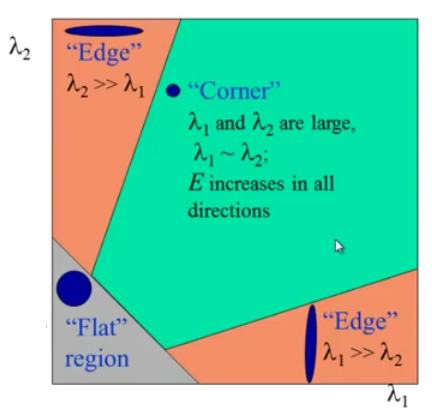 λ₂
“Edge”
λ₂ >> λ₁
“Corner”
λ₁ and λ₂ are large,
λ₁ ~ λ₂;
E increases in all
directions
“Flat”
region
“Edge”
λ₁ >> λ₂
λ₁